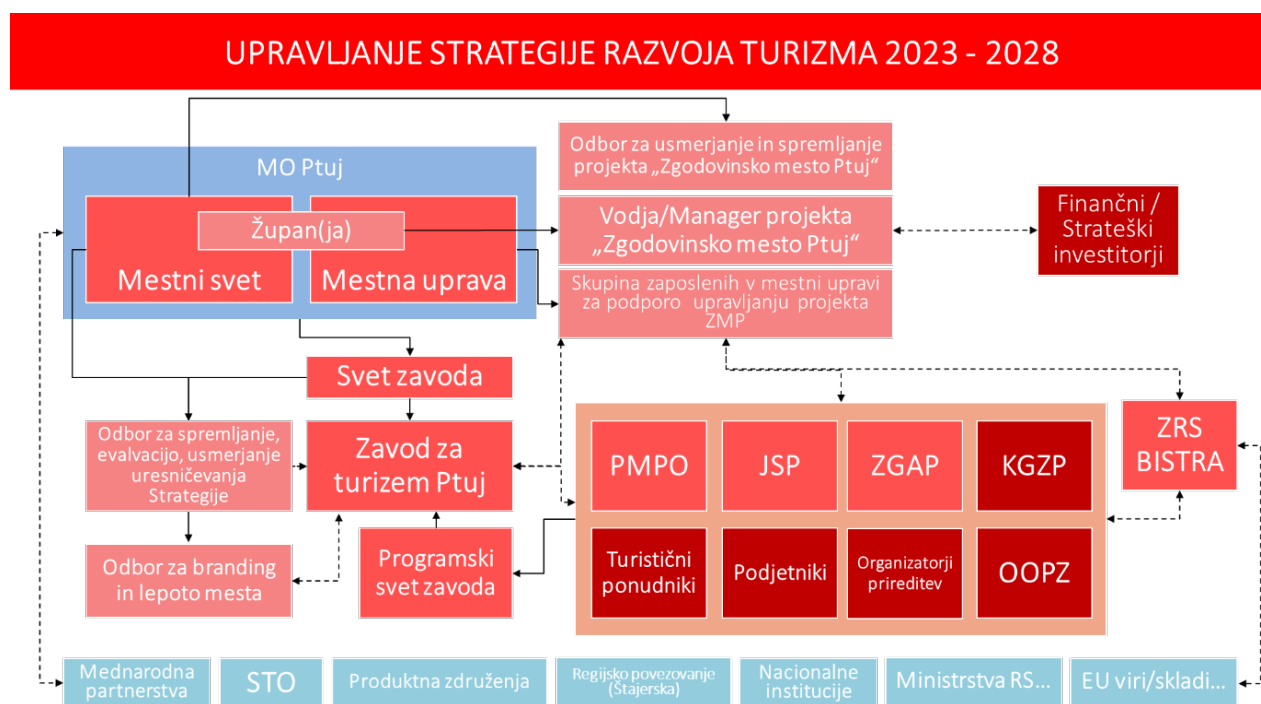 UPRAVLJANJE STRATEGIJE RAZVOJA TURIZMA 2023 - 2028
MO Ptuj
Župan(ja)
Mestni svet
Mestna uprava
Odbor za usmerjanje in spremljanje
projekta „Zgodovinsko mesto Ptuj“
Vodja/Manager projekta
„Zgodovinsko mesto Ptuj“
Skupina zaposlenih v mestni upravi
za podporo upravljanju projekta
ZMP
Finančni /
Strateški
investitorji
Svet zavoda
Odbor za spremljanje,
evalvacijo, usmerjanje
uresničevanja
Strategije
Zavod za
turizem Ptuj
Odbor za branding
in lepoto mesta
Programski
svet zavoda
PMPO
JSP
ZGAP
KGZP
Turistični
ponudniki
Podjetniki
Organizatorji
prireditev
OOPZ
ZRS
BISTRA
Mednarodna
partnerstva
STO
Produktna združenja
Regijsko povezovanje
(Štajerska)
Nacionalne
institucije
Ministrstva RS...
EU viri/skladi...